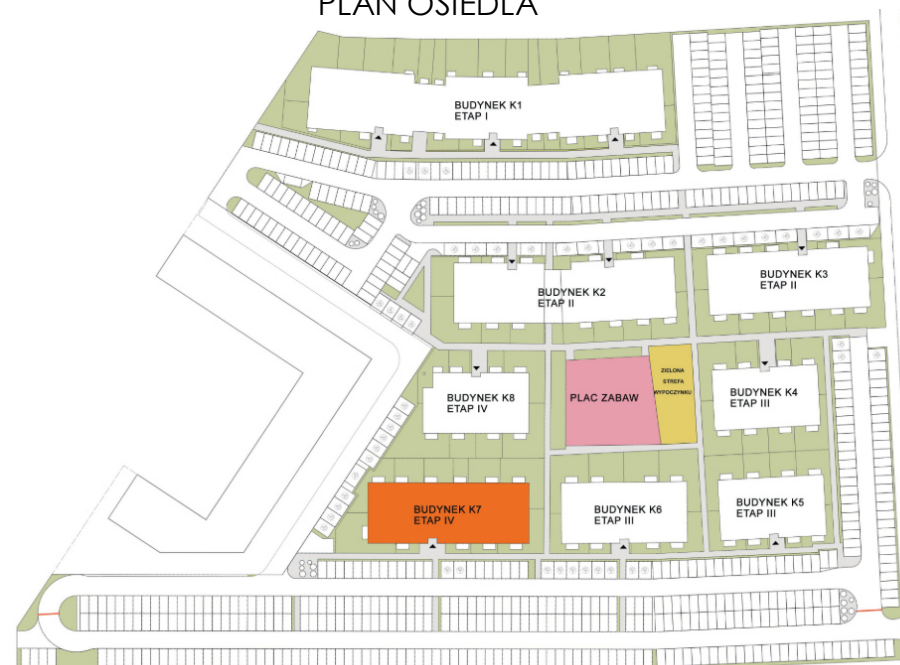 PLAN OSIEDLA
BUDYNEK K1
ETAP I
BUDYNEK K2
ETAP II
BUDYNEK K3
ETAP II
BUDYNEK K8
ETAP IV
PLAC ZABAW
ZIELONA
STREFA
WYPOCZYNKU
BUDYNEK K4
ETAP III
BUDYNEK K7
ETAP IV
BUDYNEK K6
ETAP III
BUDYNEK K5
ETAP III